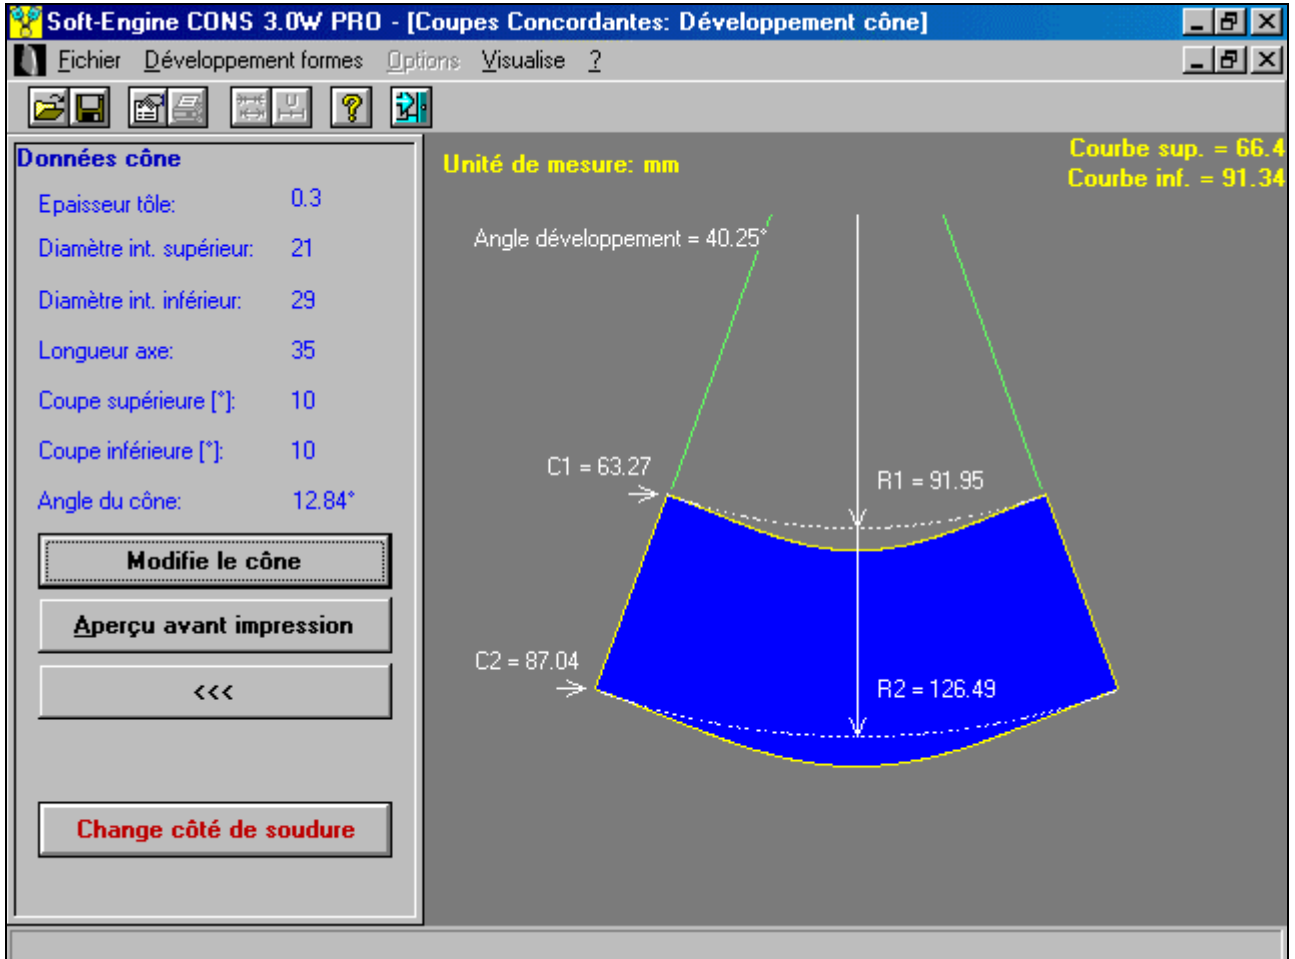 Soft-Engine CONS 3.0W PRO - [Coupes Concordantes: Développement cône]
Fichier Développement formes Options Visualise ?
Données cône
Epaisseur tôle: 0.3
Diamètre int. supérieur: 21
Diamètre int. inférieur: 29
Longueur axe: 35
Coupe supérieure [°]: 10
Coupe inférieure [°]: 10
Angle du cône: 12.84°
Modifie le cône
Aperçu avant impression
<<<
Change côté de soudure
Unité de mesure: mm
Courbe sup. = 66.4
Courbe inf. = 91.34
Angle développement = 40.25°
C1 = 63.27
R1 = 91.95
C2 = 87.04
R2 = 126.49